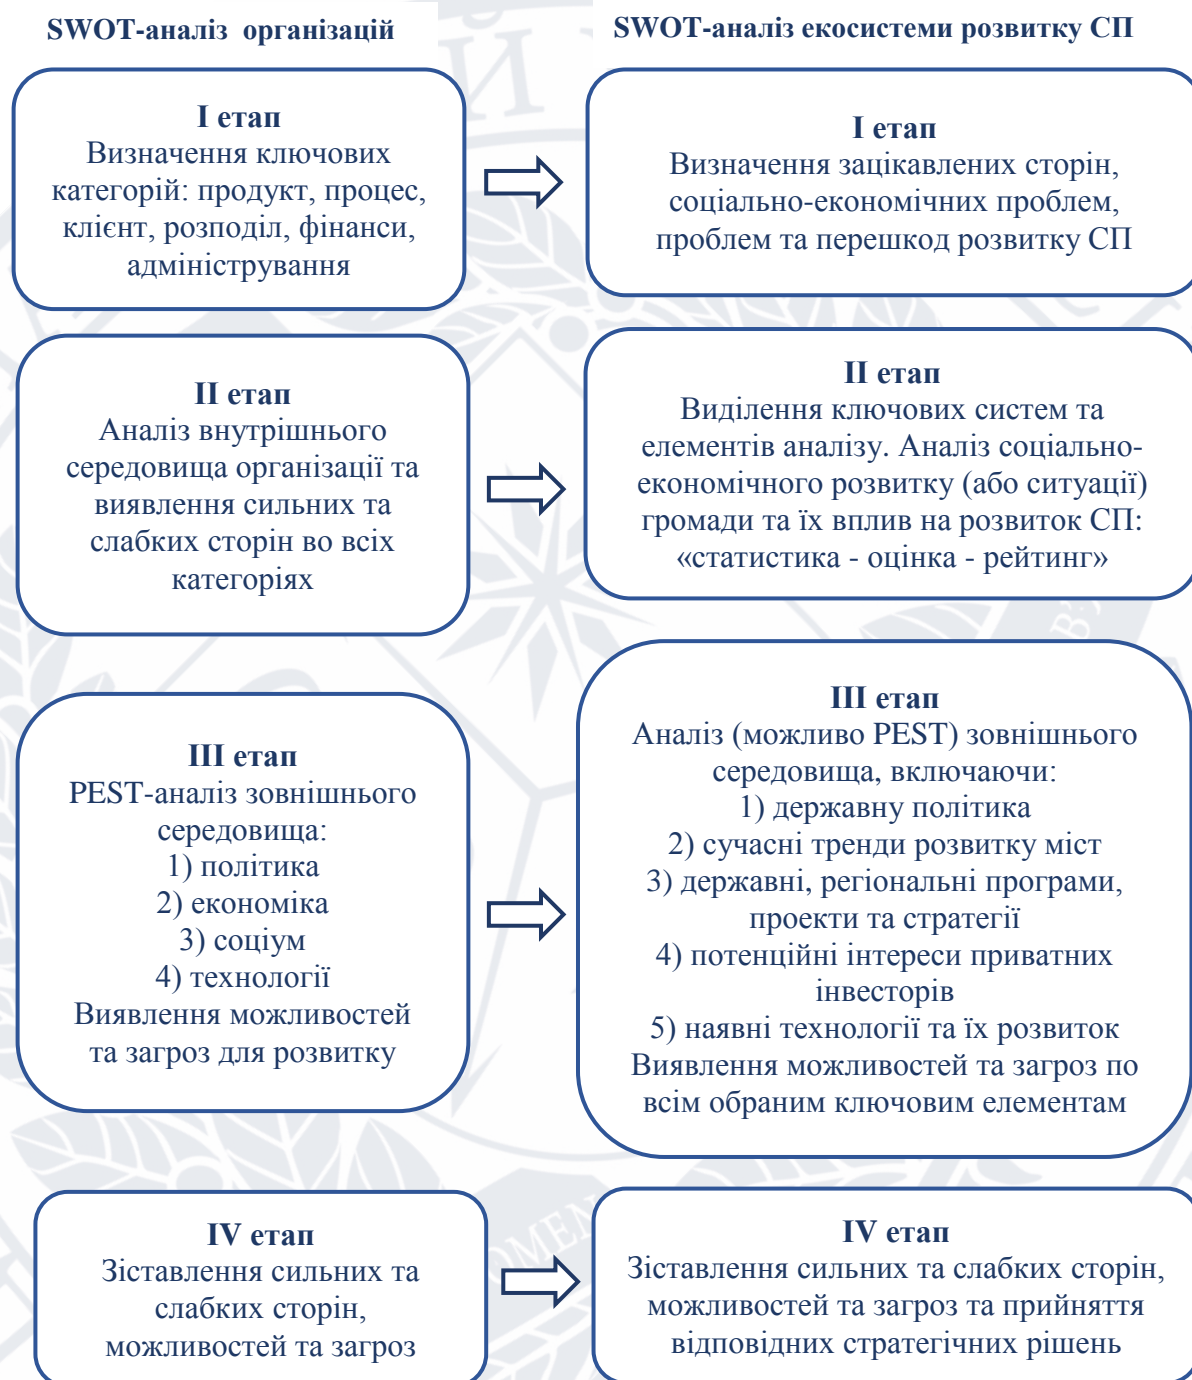 SWOT-аналіз організацій
SWOT-аналіз екосистеми розвитку СП
I етап
Визначення ключових
категорій: продукт, процес,
клієнт, розподіл, фінанси,
адміністрування
I етап
Визначення зацікавлених сторін,
соціально-економічних проблем,
проблем та перешкод розвитку СП
II етап
Аналіз внутрішнього
середовища організації та
виявлення сильних та
слабких сторін во всіх
категоріях
II етап
Виділення ключових систем та
елементів аналізу. Аналіз соціально-
економічного розвитку (або ситуації)
громади та їх вплив на розвиток СП:
«статистика - оцінка - рейтинг»
III етап
PEST-аналіз зовнішнього
середовища:
1) політика
2) економіка
3) соціум
4) технології
Виявлення можливостей
та загроз для розвитку
III етап
Аналіз (можливо PEST) зовнішнього
середовища, включаючи:
1) державну політика
2) сучасні тренди розвитку міст
3) державні, регіональні програми,
проекти та стратегії
4) потенційні інтереси приватних
інвесторів
5) наявні технології та їх розвиток
Виявлення можливостей та загроз по
всім обраним ключовим елементам
IV етап
Зіставлення сильних та
слабких сторін,
можливостей та загроз
IV етап
Зіставлення сильних та слабких сторін,
можливостей та загроз та прийняття
відповідних стратегічних рішень